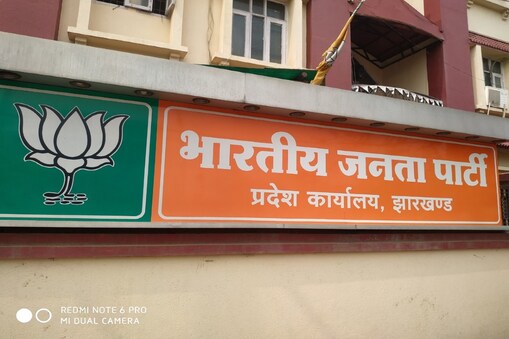 भारतीय जनता पार्टी
प्रदेश कार्यालय, झारखण्ड
REDMI NOTE 6 PRO
MI DUAL CAMERA